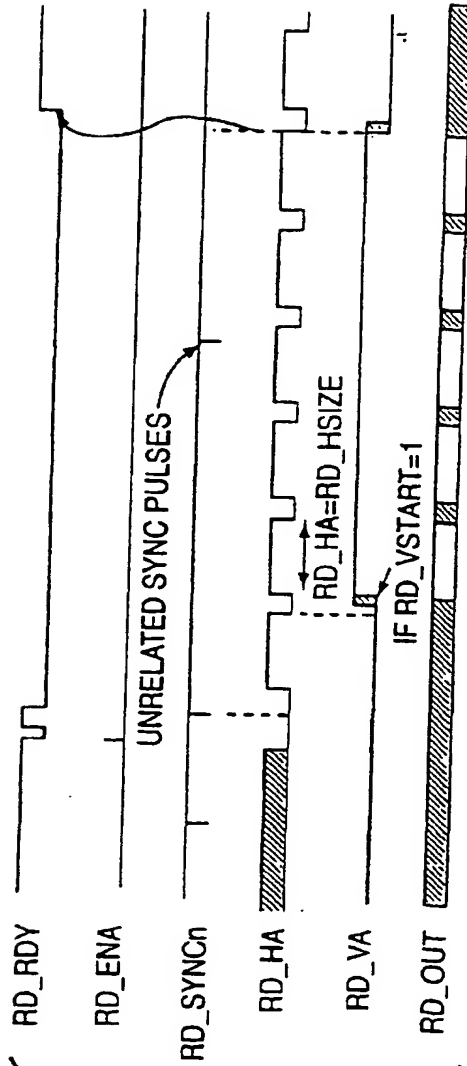 RD_RDY
RD_ENA
UNRELATED SYNC PULSES
RD_SYNCn
RD_HA
RD_HA=RD_HSIZE
RD_VA
IF RD_VSTART=1
RD_OUT